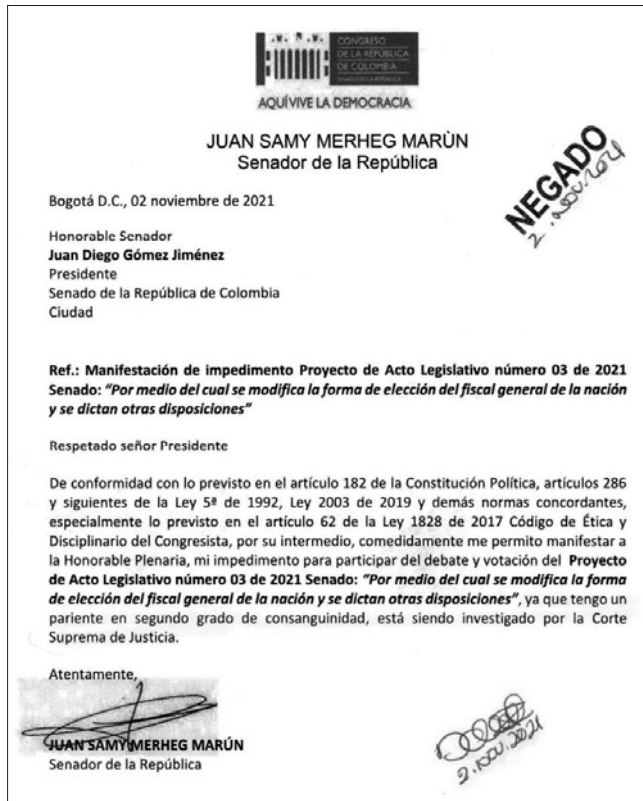 CONGRESO
DE LA REPÚBLICA
DE COLOMBIA
AQUÍ VIVE LA DEMOCRACIA
JUAN SAMY MERHEG MARÙN
Senador de la República
NEGADO
2. NOV. 2021
Bogotá D.C., 02 noviembre de 2021
Honorable Senador
Juan Diego Gómez Jiménez
Presidente
Senado de la República de Colombia
Ciudad
Ref.: Manifestación de impedimento Proyecto de Acto Legislativo número 03 de 2021
Senado: “Por medio del cual se modifica la forma de elección del fiscal general de la nación
y se dictan otras disposiciones”
Respetado señor Presidente
De conformidad con lo previsto en el artículo 182 de la Constitución Política, artículos 286
y siguientes de la Ley 5ª de 1992, Ley 2003 de 2019 y demás normas concordantes,
especialmente lo previsto en el artículo 62 de la Ley 1828 de 2017 Código de Ética y
Disciplinario del Congresista, por su intermedio, comedidamente me permito manifestar a
la Honorable Plenaria, mi impedimento para participar del debate y votación del Proyecto
de Acto Legislativo número 03 de 2021 Senado: “Por medio del cual se modifica la forma
de elección del fiscal general de la nación y se dictan otras disposiciones”, ya que tengo un
pariente en segundo grado de consanguinidad, está siendo investigado por la Corte
Suprema de Justicia.
Atentamente,
JUAN SAMY MERHEG MARÚN
Senador de la República
2. NOV. 2021